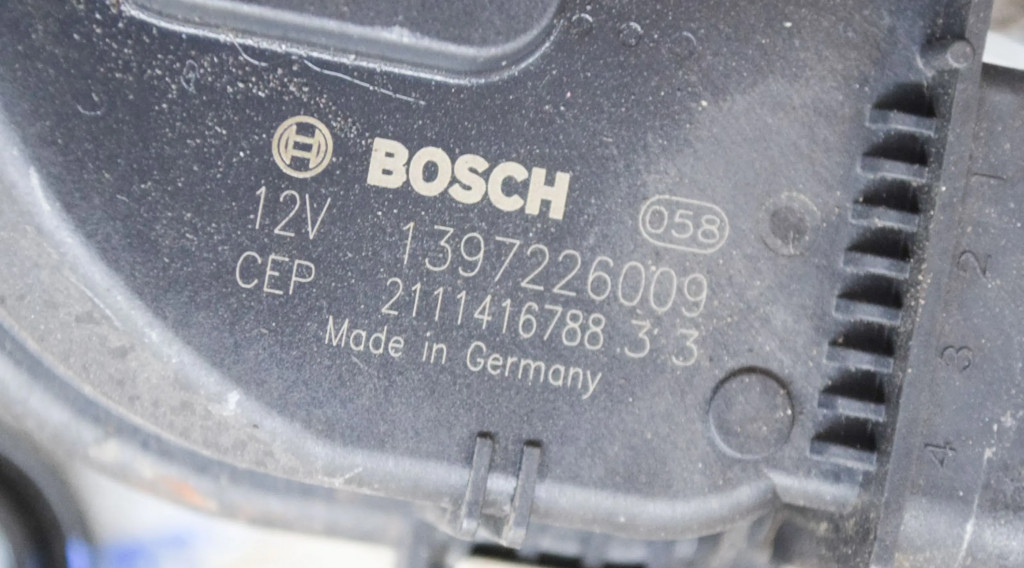 BOSCH
12V 1397226009 058
CEP 2111416788 3 3
Made in Germany
1
2
3
4